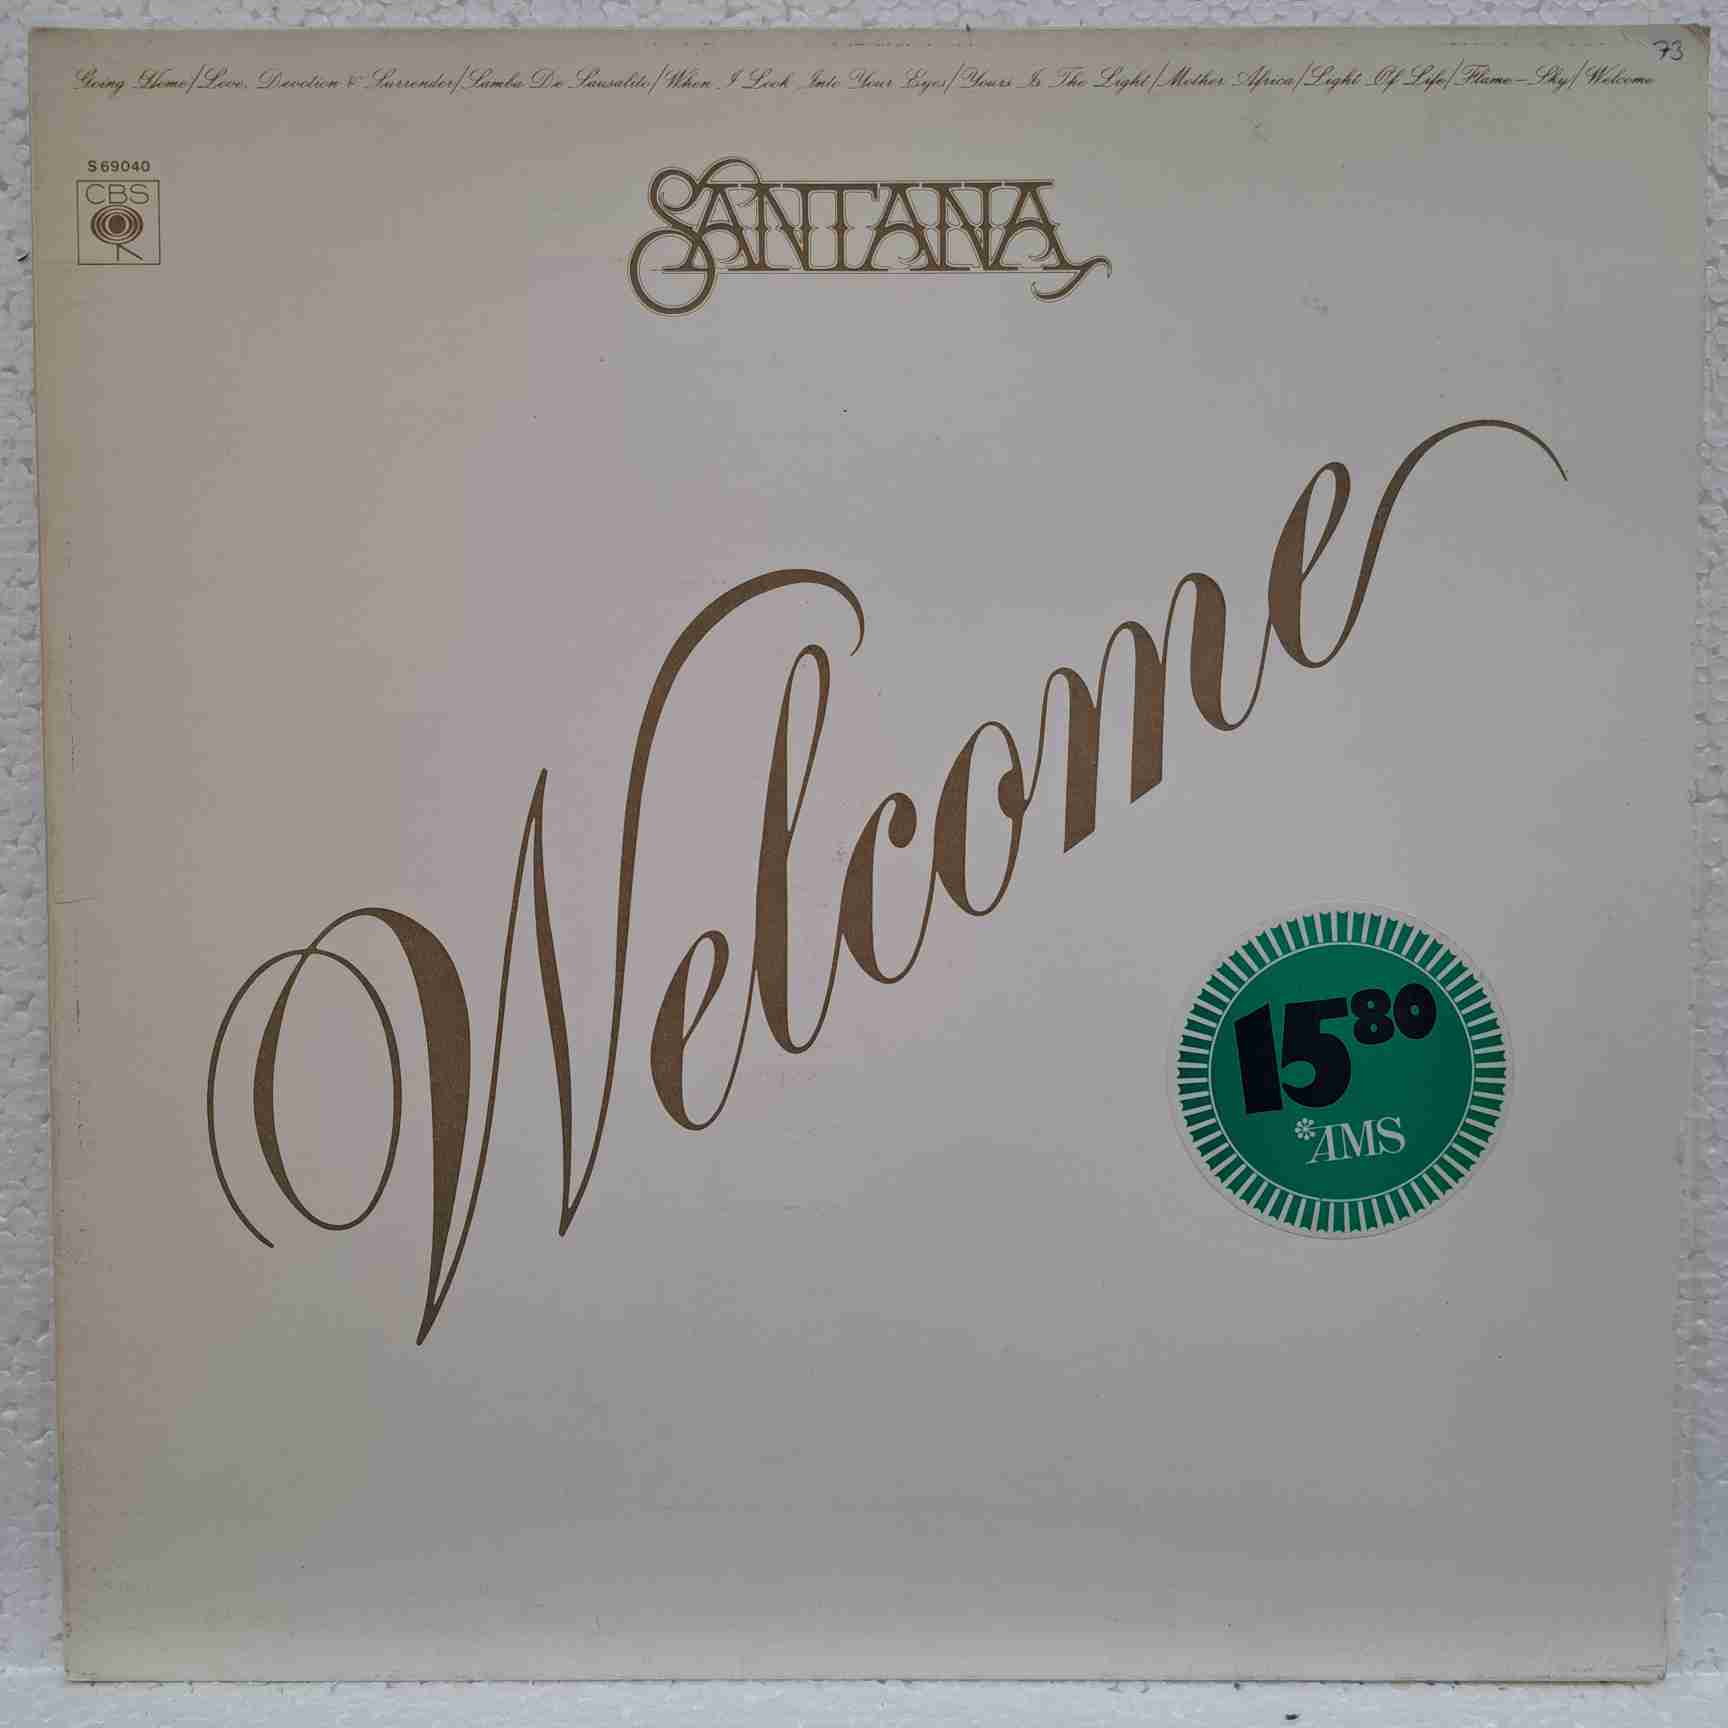 73
Going Home/Love, Devotion & Surrender/Samba De Sausalito/When I Look Into Your Eyes/Yours Is The Light/Mother Africa/Light Of Life/Flame-Sky/Welcome
S 69040
CBS
SANTANA
Welcome
15 80
*AMS